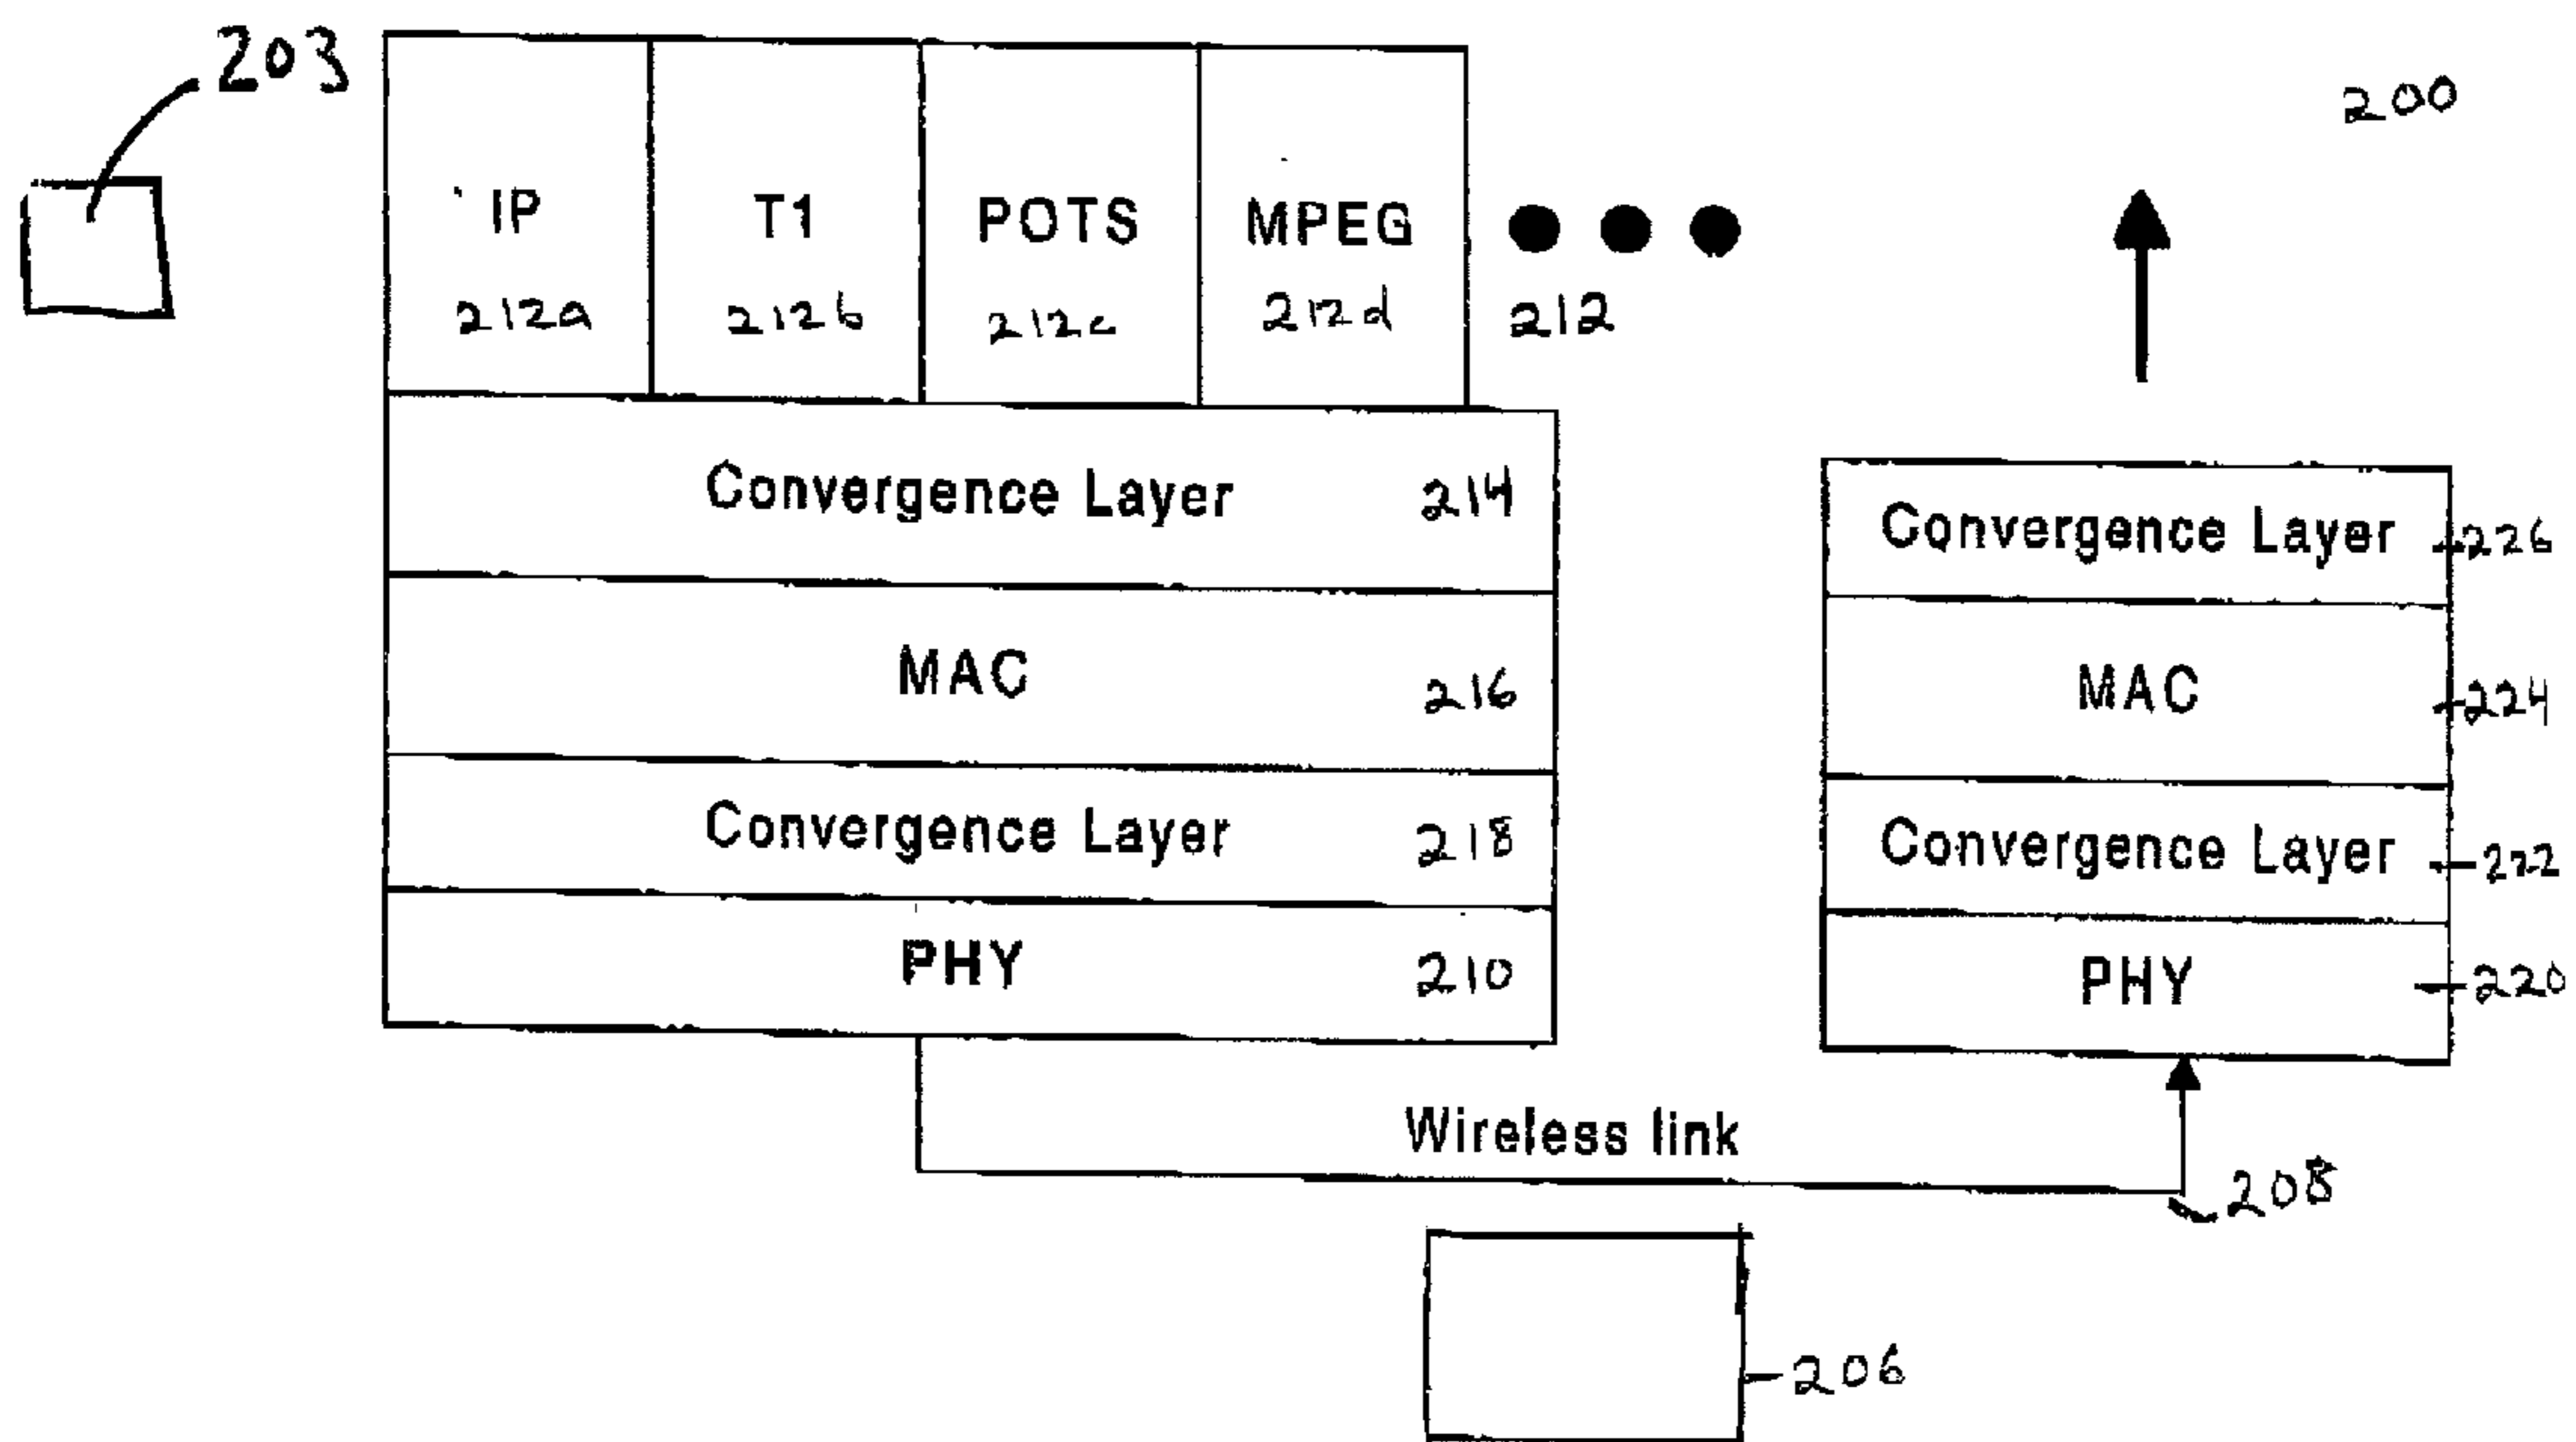 203
200
IP T1 POTS MPEG
212a 212b 212c 212d 212
Convergence Layer 214
MAC 216
Convergence Layer 218
PHY 210
Convergence Layer 226
MAC 224
Convergence Layer 222
PHY 220
Wireless link
208
206